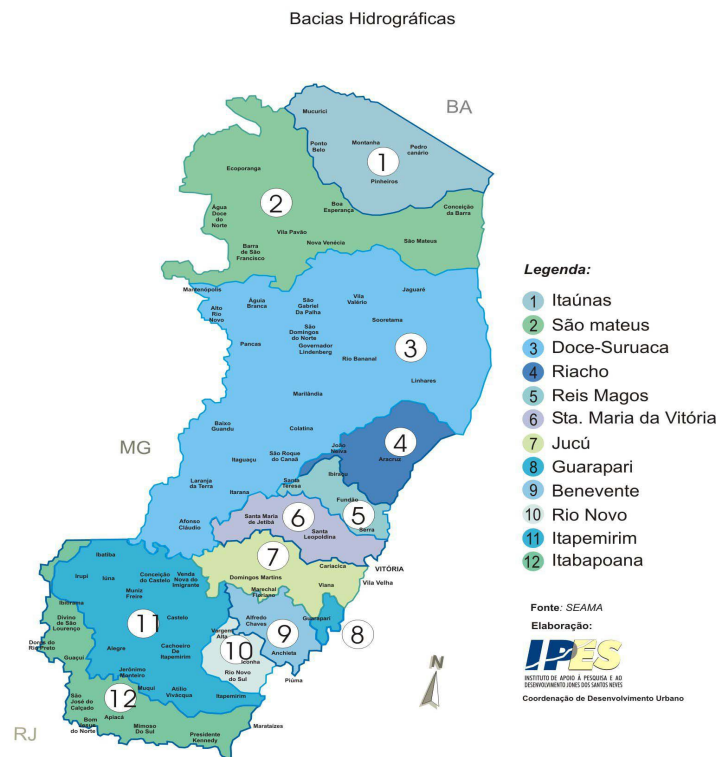 Bacias Hidrográficas
BA
Mucurici
Ponto
Belo
Montanha
Pedro
canário
1
Pinheiros
Ecoporanga
2
Água
Doce
do
Norte
Boa
Esperança
Conceição
da Barra
Vila Pavão
Barra
de São
Francisco
Nova Venécia
São Mateus
Mantenópolis
Alto
Rio
Novo
Águia
Branca
São
Gabriel
Da Palha
Vila
Valério
Jaguaré
São
Domingos
do Norte
Sooretama
Pancas
Governador
Lindenberg
Rio Bananal
3
Linhares
Marilândia
Baixo
Guandu
Colatina
MG
Itaguaçu
São Roque
do Canaã
João
Neiva
4
Aracruz
Laranja
da Terra
Itarana
Santa
Teresa
Ibiraçu
Fundão
5
Serra
Afonso
Cláudio
Santa Maria
de Jetibá
6
Santa
Leopoldina
Cariacica
VITÓRIA
7
Domingos Martins
Marechal
Floriano
Viana
Vila Velha
Ibatiba
Irupi
Iúna
Conceição
do Castelo
Venda
Nova do
Imigrante
Muniz
Freire
Ibitirama
Divino
de São
Lourenço
Dores do
Rio Preto
Guaçuí
11
Castelo
Alegre
Cachoeiro
De
Itapemirim
Jerônimo
Monteiro
Vargem
Alta
Alfredo
Chaves
Guarapari
8
9
Anchieta
10
Iconha
Rio Novo
do Sul
Piúma
Muqui
Atilio
Vivácqua
Itapemirim
12
São
José do
Calçado
Apiacá
Bom
Jesus
do Norte
Mimoso
Do Sul
Presidente
Kennedy
Marataizes
RJ
N
Legenda:
1 Itaúnas
2 São mateus
3 Doce-Suruaca
4 Riacho
5 Reis Magos
6 Sta. Maria da Vitória
7 Jucú
8 Guarapari
9 Benevente
10 Rio Novo
11 Itapemirim
12 Itabapoana
Fonte: SEAMA
Elaboração:
IPES
INSTITUTO DE APOIO À PESQUISA E AO
DESENVOLVIMENTO JONES DOS SANTOS NEVES
Coordenação de Desenvolvimento Urbano